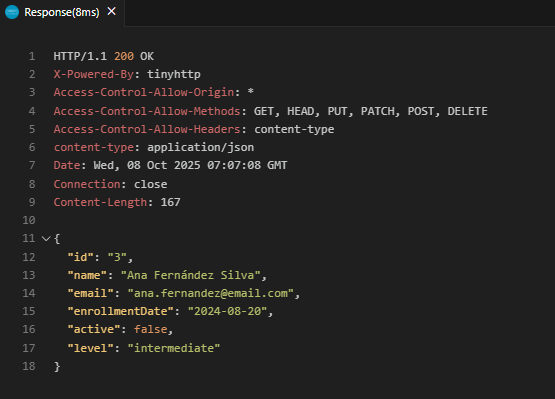 Response(8ms) ×
1 HTTP/1.1 200 OK
2 X-Powered-By: tinyhttp
3 Access-Control-Allow-Origin: *
4 Access-Control-Allow-Methods: GET, HEAD, PUT, PATCH, POST, DELETE
5 Access-Control-Allow-Headers: content-type
6 content-type: application/json
7 Date: Wed, 08 Oct 2025 07:07:08 GMT
8 Connection: close
9 Content-Length: 167
10
11 {
12 "id": "3",
13 "name": "Ana Fernández Silva",
14 "email": "ana.fernandez@email.com",
15 "enrollmentDate": "2024-08-20",
16 "active": false,
17 "level": "intermediate"
18 }